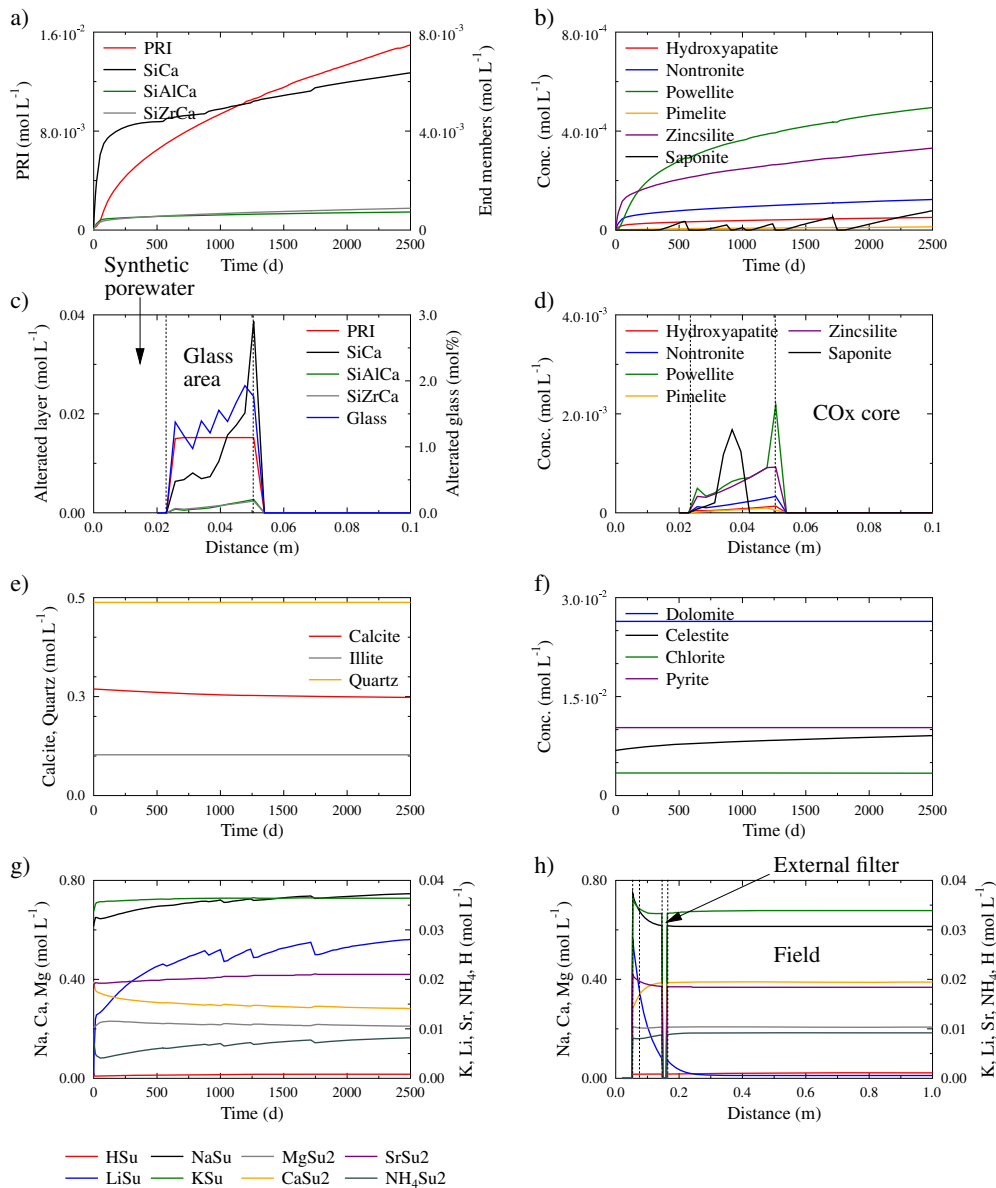 a)
1.6·10⁻²
8.0·10⁻³
0
PRI (mol L⁻¹)
PRI
SiCa
SiAlCa
SiZrCa
8.0·10⁻³
4.0·10⁻³
0
End members (mol L⁻¹)
0 500 1000 1500 2000 2500
Time (d)
b)
8.0·10⁻⁴
4.0·10⁻⁴
0
Conc. (mol L⁻¹)
Hydroxyapatite
Nontronite
Powellite
Pimelite
Zincsilite
Saponite
0 500 1000 1500 2000 2500
Time (d)
Synthetic
porewater
c)
0.04
0.02
0.00
Alterated layer (mol L⁻¹)
Glass
area
PRI
SiCa
SiAlCa
SiZrCa
Glass
3.0
2.0
1.0
0.0
Alterated glass (mol%)
0.0 0.02 0.04 0.06 0.08 0.1
Distance (m)
d)
4.0·10⁻³
2.0·10⁻³
0
Conc. (mol L⁻¹)
Hydroxyapatite
Nontronite
Powellite
Pimelite
Zincsilite
Saponite
COx core
0.0 0.02 0.04 0.06 0.08 0.1
Distance (m)
e)
0.5
0.3
0.0
Calcite, Quartz (mol L⁻¹)
Calcite
Illite
Quartz
0 500 1000 1500 2000 2500
Time (d)
f)
3.0·10⁻²
1.5·10⁻²
0
Conc. (mol L⁻¹)
Dolomite
Celestite
Chlorite
Pyrite
0 500 1000 1500 2000 2500
Time (d)
g)
0.80
0.40
0.00
Na, Ca, Mg (mol L⁻¹)
0.04
0.03
0.02
0.01
0.00
K, Li, Sr, NH₄, H (mol L⁻¹)
0 500 1000 1500 2000 2500
Time (d)
h)
External filter
0.80
0.40
0.00
Na, Ca, Mg (mol L⁻¹)
Field
0.04
0.03
0.02
0.01
0.00
K, Li, Sr, NH₄, H (mol L⁻¹)
0.0 0.2 0.4 0.6 0.8 1.0
Distance (m)
HSu NaSu MgSu2 SrSu2
LiSu KSu CaSu2 NH₄Su2